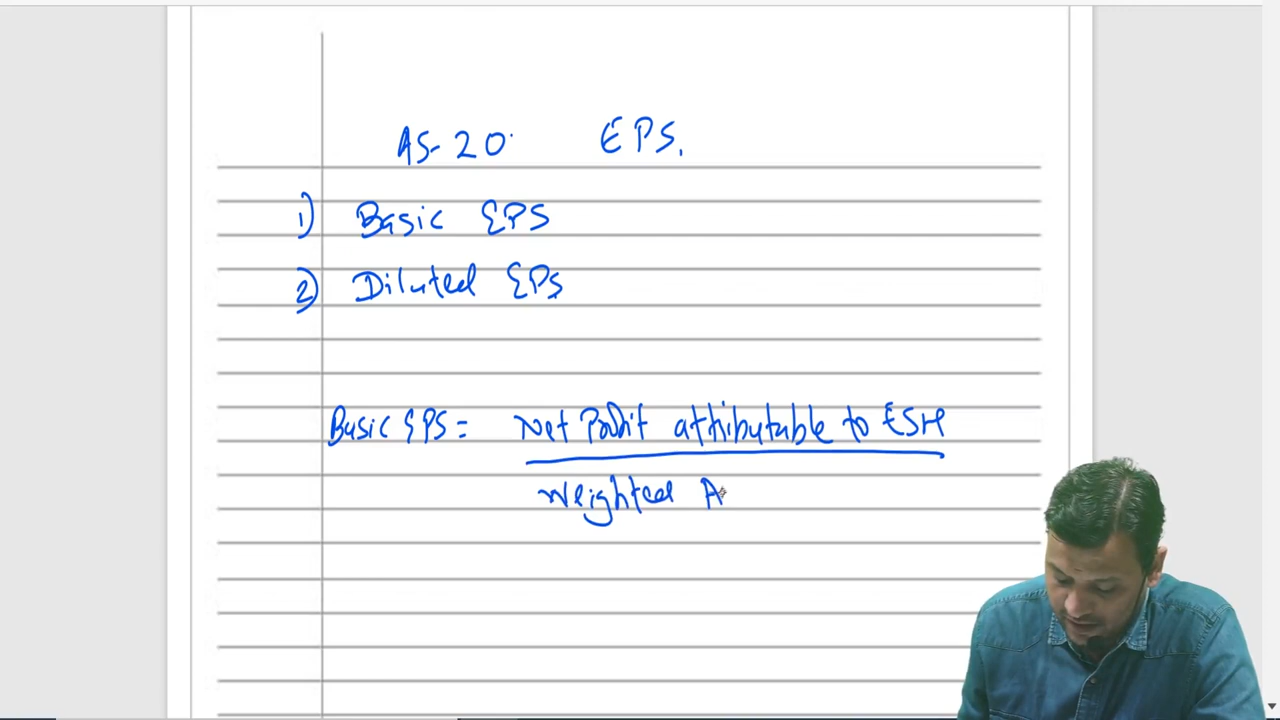 AS-20 EPS.
1) Basic EPS
2) Diluted EPS
Basic EPS = Net Profit attributable to ESH
Weighted A